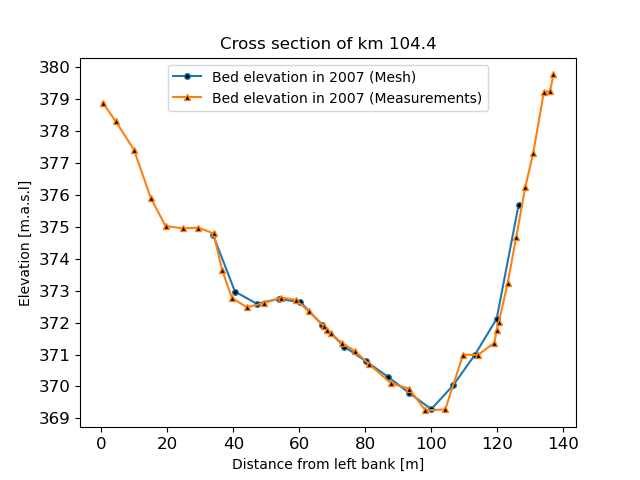 Cross section of km 104.4
Bed elevation in 2007 (Mesh)
Bed elevation in 2007 (Measurements)
Elevation [m.a.s.l]
380
379
378
377
376
375
374
373
372
371
370
369
0 20 40 60 80 100 120 140
Distance from left bank [m]